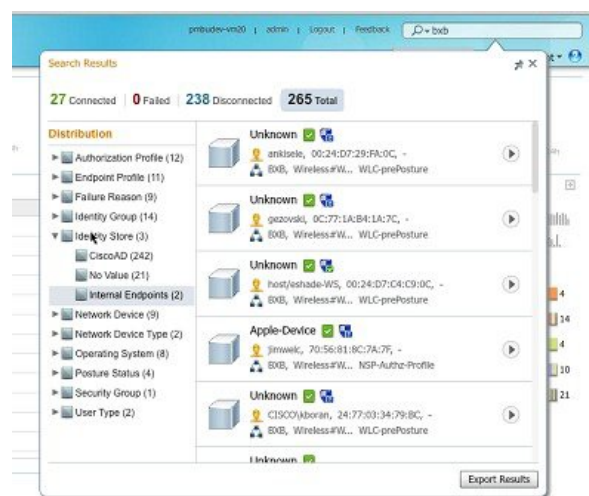 pmbudev-vm20 | admin | Logout | Feedback
bxb
Search Results
27 Connected | 0 Failed | 238 Disconnected 265 Total
Distribution
Authorization Profile (12)
Endpoint Profile (11)
Failure Reason (9)
Identity Group (14)
Identity Store (3)
CiscoAD (242)
No Value (21)
Internal Endpoints (2)
Network Device (9)
Network Device Type (2)
Operating System (8)
Posture Status (4)
Security Group (1)
User Type (2)
Unknown
ankisele, 00:24:D7:29:FA:0C, -
BXB, Wireless#W... WLC-prePosture
Unknown
gezovski, 0C:77:1A:B4:1A:7C, -
BXB, Wireless#W... WLC-prePosture
Unknown
host/eshade-WS, 00:24:D7:C4:C9:0C, -
BXB, Wireless#W... WLC-prePosture
Apple-Device
jimwelc, 70:56:81:8C:7A:7F, -
BXB, Wireless#W... NSP-Authz-Profile
Unknown
CISCO\kboran, 24:77:03:34:79:8C, -
BXB, Wireless#W... WLC-prePosture
Unknown
4
14
4
10
21
Export Results